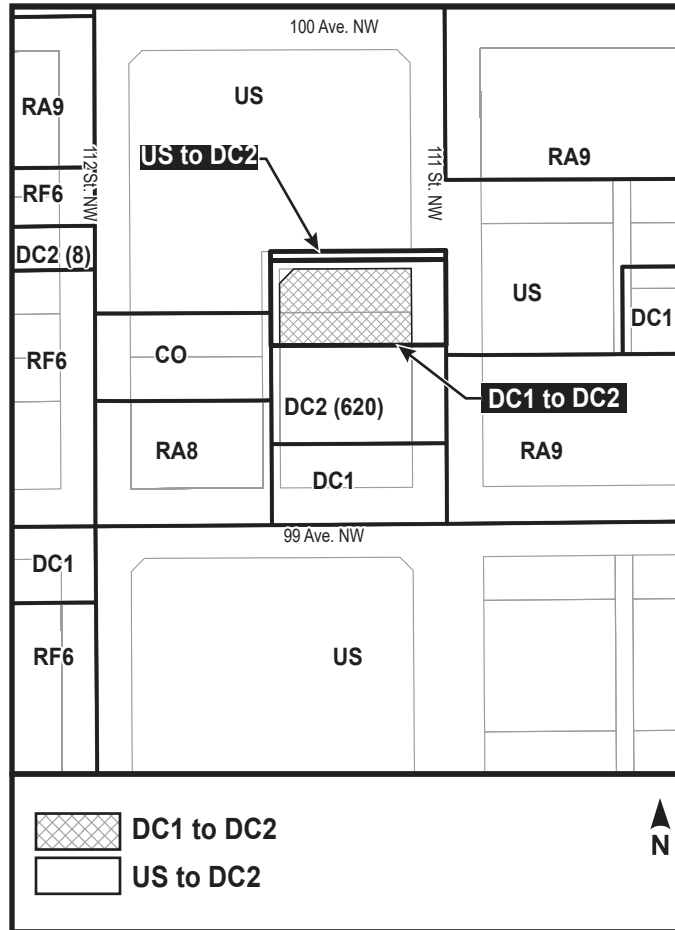 100 Ave. NW
US
RA9
US to DC2
112 St. NW
111 St. NW
RA9
RF6
DC2 (8)
US
DC1
CO
RF6
DC1 to DC2
DC2 (620)
RA8
RA9
DC1
99 Ave. NW
DC1
RF6
US
DC1 to DC2
US to DC2
N